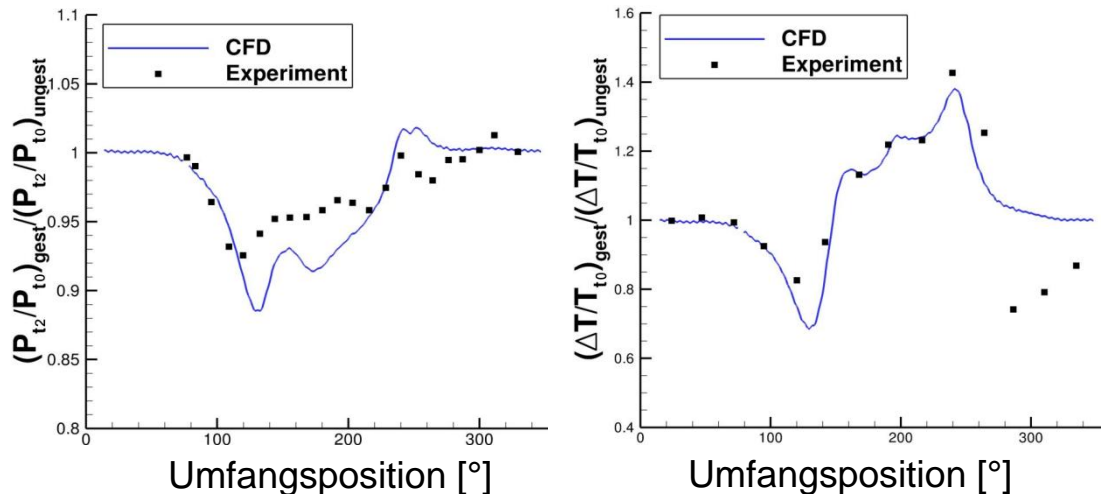 1.1
CFD
Experiment
1.05
1
0.95
0.9
0.85
0.8
(Pt2/Pt0)gest/(Pt2/Pt0)ungest
0 100 200 300
Umfangsposition [°]
1.6
CFD
Experiment
1.4
1.2
1
0.8
0.6
0.4
(ΔT/Tt0)gest/(ΔT/Tt0)ungest
0 100 200 300
Umfangsposition [°]